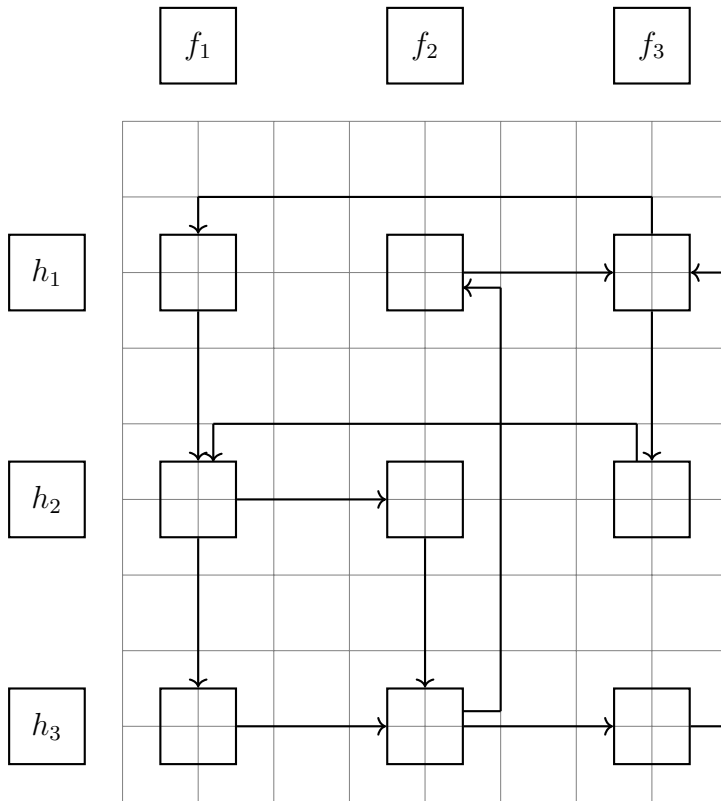 f₁ f₂ f₃
h₁
h₂
h₃